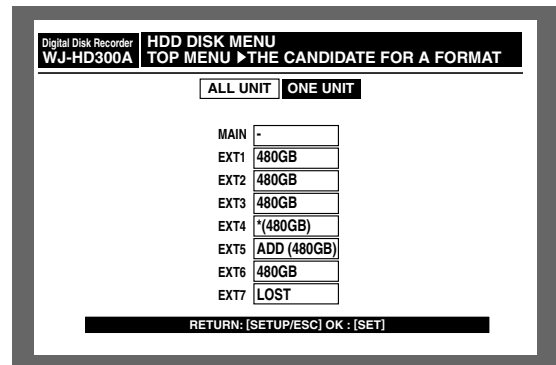 Digital Disk Recorder
WJ-HD300A
HDD DISK MENU
TOP MENU ▶THE CANDIDATE FOR A FORMAT
ALL UNIT ONE UNIT
MAIN -
EXT1 480GB
EXT2 480GB
EXT3 480GB
EXT4 *(480GB)
EXT5 ADD (480GB)
EXT6 480GB
EXT7 LOST
RETURN: [SETUP/ESC] OK : [SET]